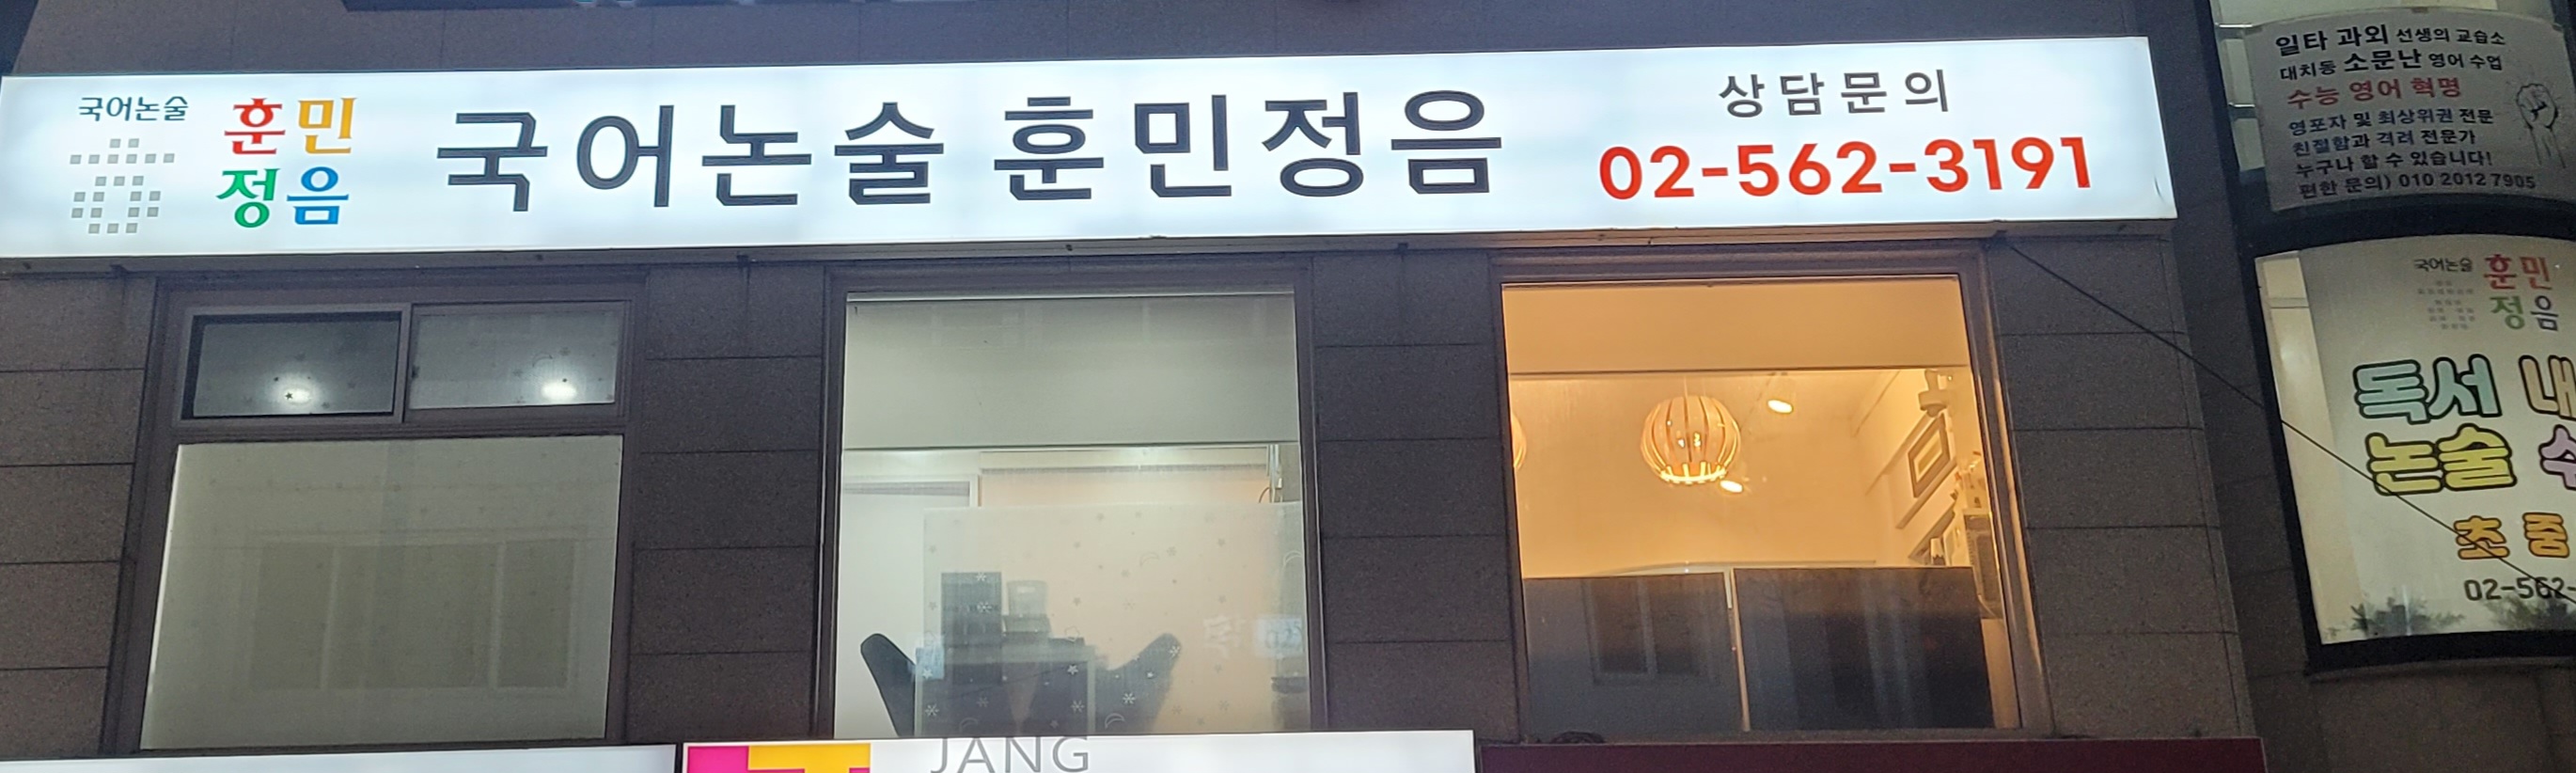 국어논술
훈민
정음
국어논술 훈민정음
상담문의
02-562-3191
일타 과외 선생의 교습소
대치동 소문난 영어 수업
수능 영어 혁명
영포자 및 최상위권 전문
친절함과 격려 전문가
누구나 할 수 있습니다!
편한 문의) 010 2012 7905
국어논술
훈민
정음
독서 내
논술
초 중
02-562-
JANG